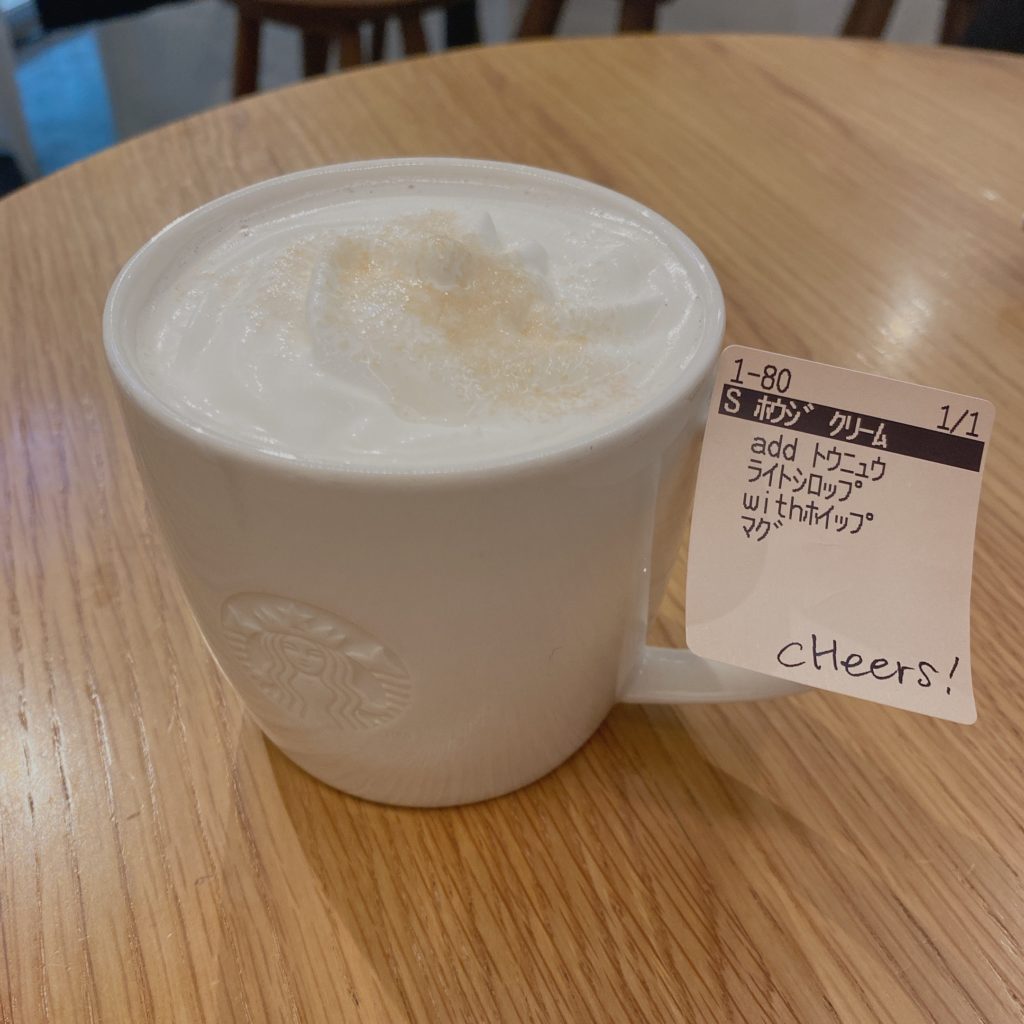 1-80
1/1
S ﾎｳｼﾞ ｸﾘｰﾑ
add ﾄｳﾆｭｳ
ﾗｲﾄｼﾛｯﾌﾟ
withﾎｲｯﾌﾟ
ﾏｸﾞ
cHeers!